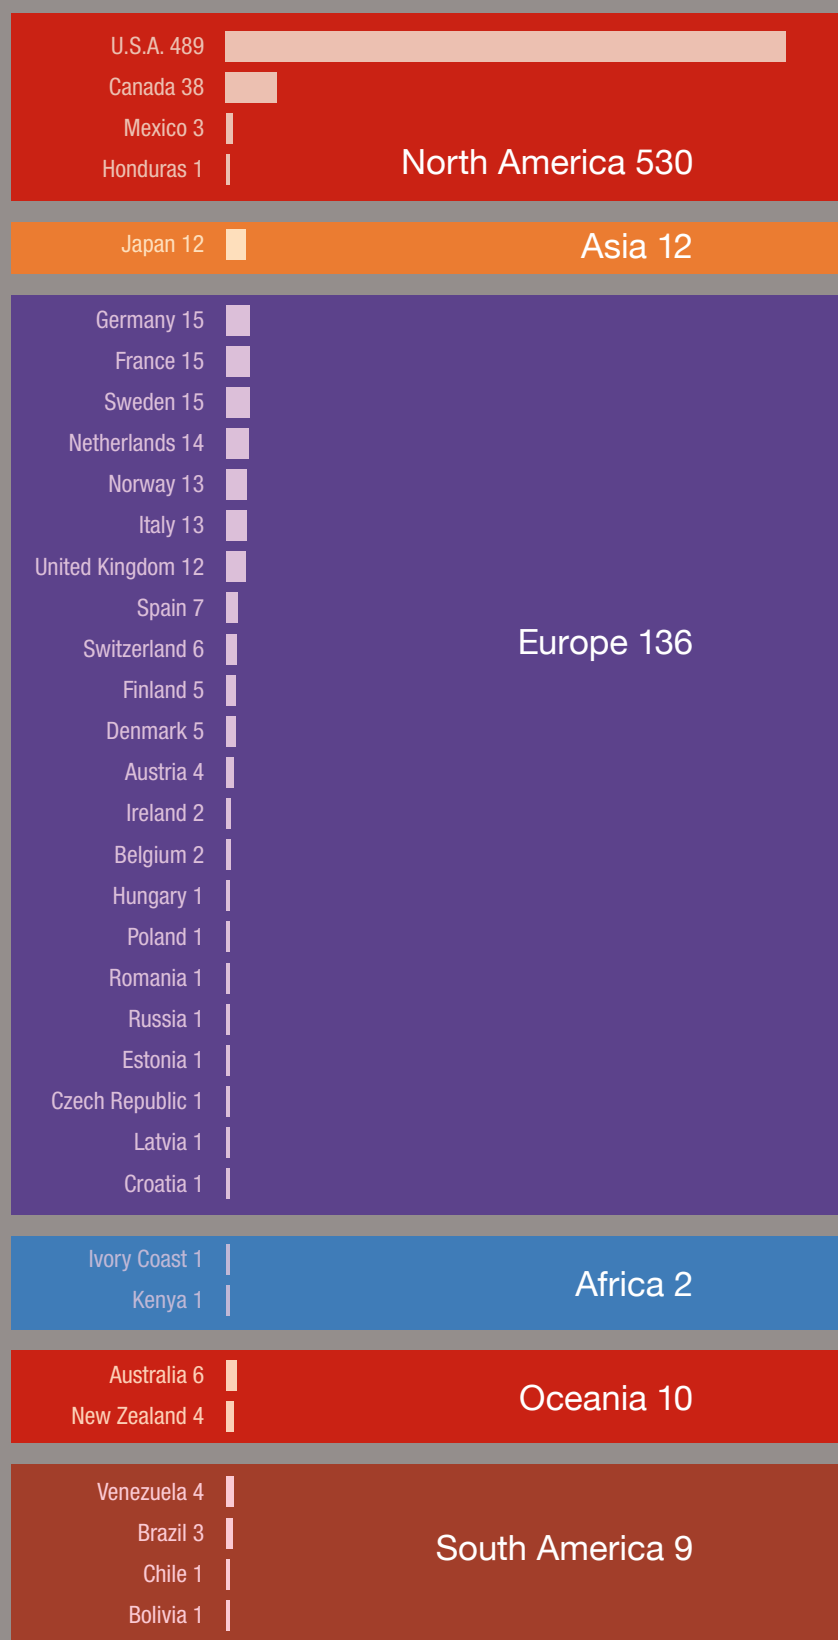 U.S.A. 489
Canada 38
Mexico 3
Honduras 1
North America 530
Japan 12
Asia 12
Germany 15
France 15
Sweden 15
Netherlands 14
Norway 13
Italy 13
United Kingdom 12
Spain 7
Switzerland 6
Finland 5
Denmark 5
Austria 4
Ireland 2
Belgium 2
Hungary 1
Poland 1
Romania 1
Russia 1
Estonia 1
Czech Republic 1
Latvia 1
Croatia 1
Europe 136
Ivory Coast 1
Kenya 1
Africa 2
Australia 6
New Zealand 4
Oceania 10
Venezuela 4
Brazil 3
Chile 1
Bolivia 1
South America 9